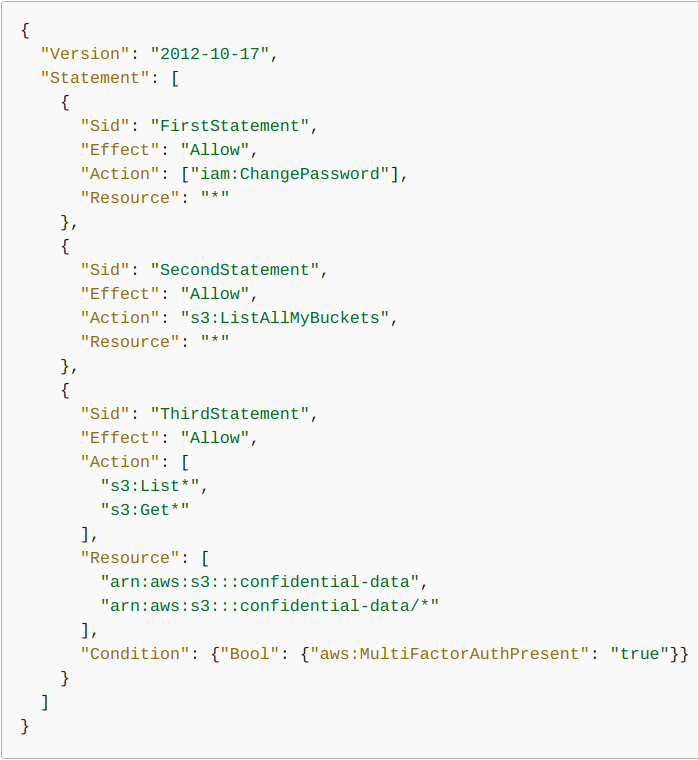 {
  "Version": "2012-10-17",
  "Statement": [
    {
      "Sid": "FirstStatement",
      "Effect": "Allow",
      "Action": ["iam:ChangePassword"],
      "Resource": "*"
    },
    {
      "Sid": "SecondStatement",
      "Effect": "Allow",
      "Action": "s3:ListAllMyBuckets",
      "Resource": "*"
    },
    {
      "Sid": "ThirdStatement",
      "Effect": "Allow",
      "Action": [
        "s3:List*",
        "s3:Get*"
      ],
      "Resource": [
        "arn:aws:s3:::confidential-data",
        "arn:aws:s3:::confidential-data/*"
      ],
      "Condition": {"Bool": {"aws:MultiFactorAuthPresent": "true"}}
    }
  ]
}